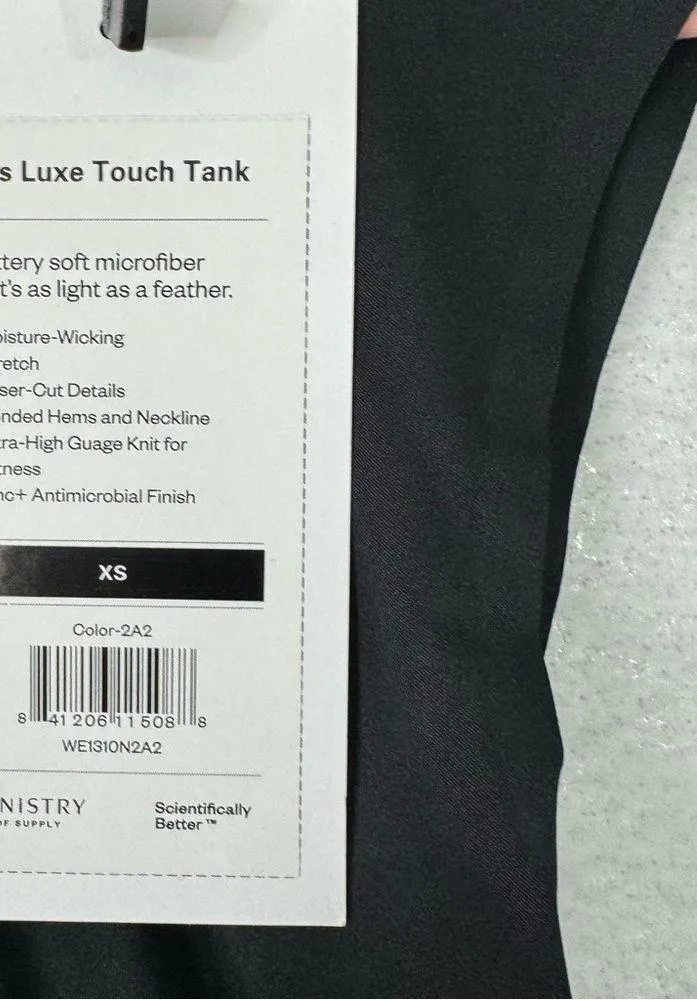 s Luxe Touch Tank
ttery soft microfiber
t's as light as a feather.
oisture-Wicking
retch
ser-Cut Details
nded Hems and Neckline
tra-High Guage Knit for
tness
nc+ Antimicrobial Finish
XS
Color-2A2
8 41206 11508 8
WE1310N2A2
NISTRY
OF SUPPLY
Scientifically
Better™